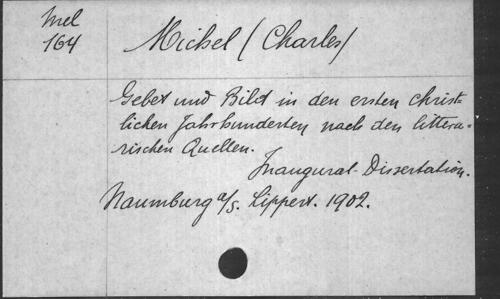 Mel
164
Michel (Charles)
Gebet und Bild in den ersten christ-
lichen Jahrhunderten nach den littera-
rischen Quellen.
Inaugural-Dissertation.
Naumburg a/S. Lippert. 1902.